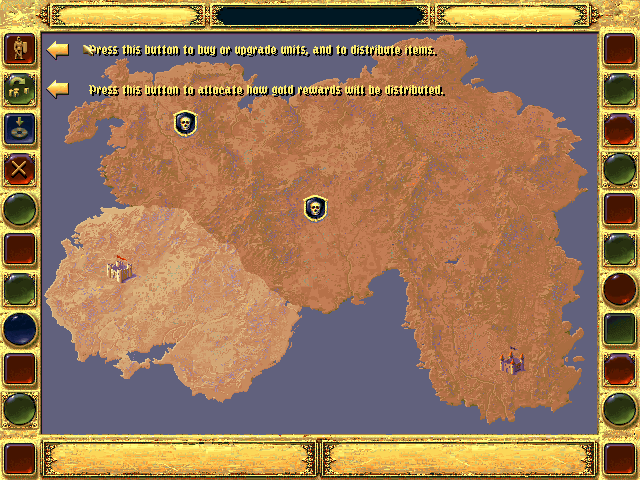 Press this button to buy or upgrade units, and to distribute items.
Press this button to allocate how gold rewards will be distributed.